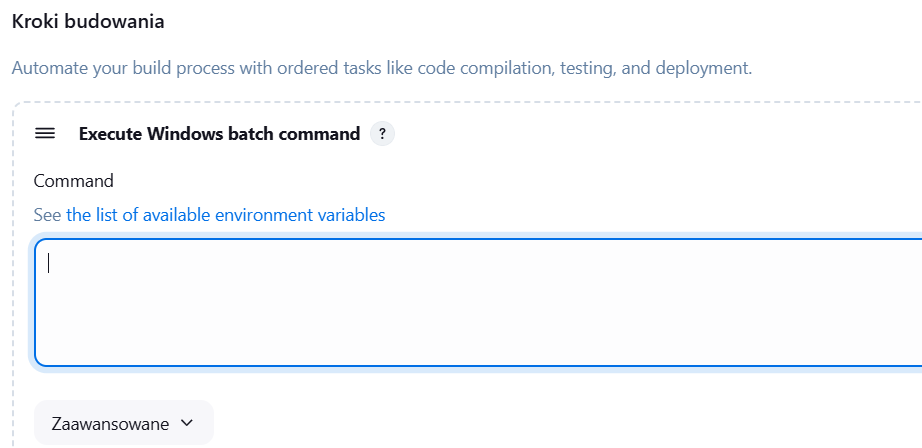 Kroki budowania
Automate your build process with ordered tasks like code compilation, testing, and deployment.
Execute Windows batch command ?
Command
See the list of available environment variables
Zaawansowane